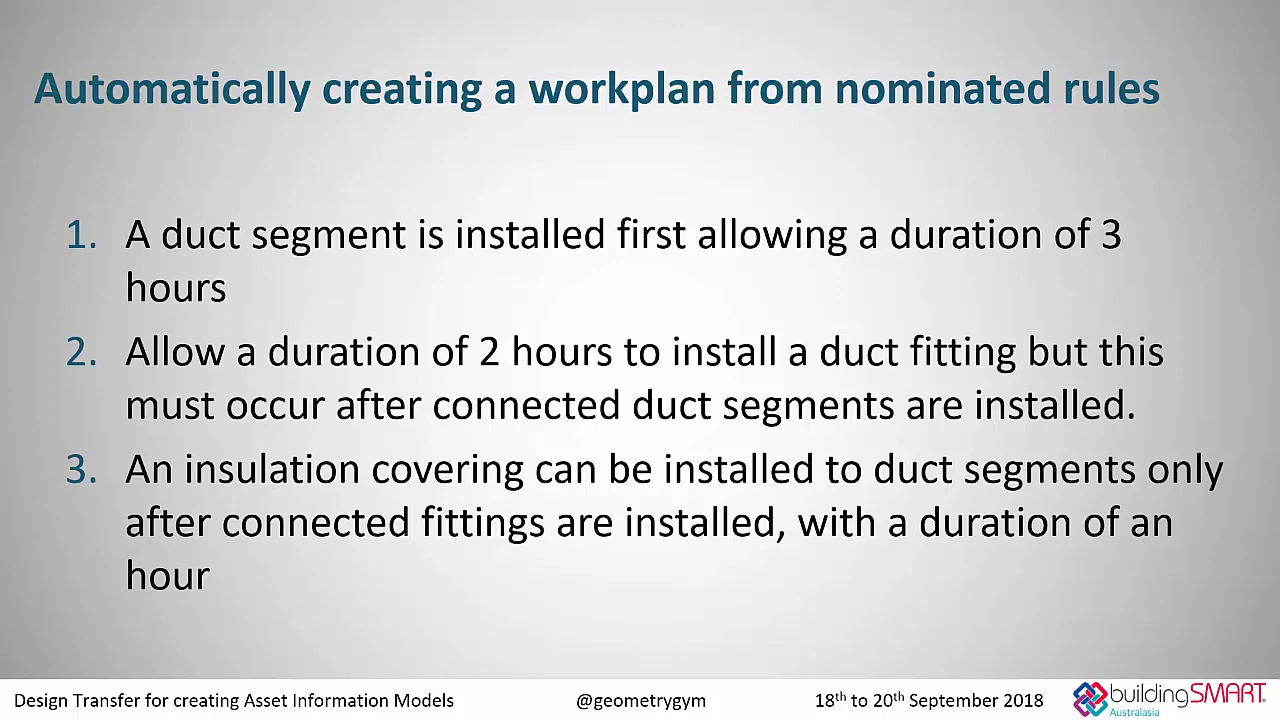 Automatically creating a workplan from nominated rules
1. A duct segment is installed first allowing a duration of 3
hours
2. Allow a duration of 2 hours to install a duct fitting but this
must occur after connected duct segments are installed.
3. An insulation covering can be installed to duct segments only
after connected fittings are installed, with a duration of an
hour
Design Transfer for creating Asset Information Models @geometrygym 18th to 20th September 2018 buildingSMART
Australasia